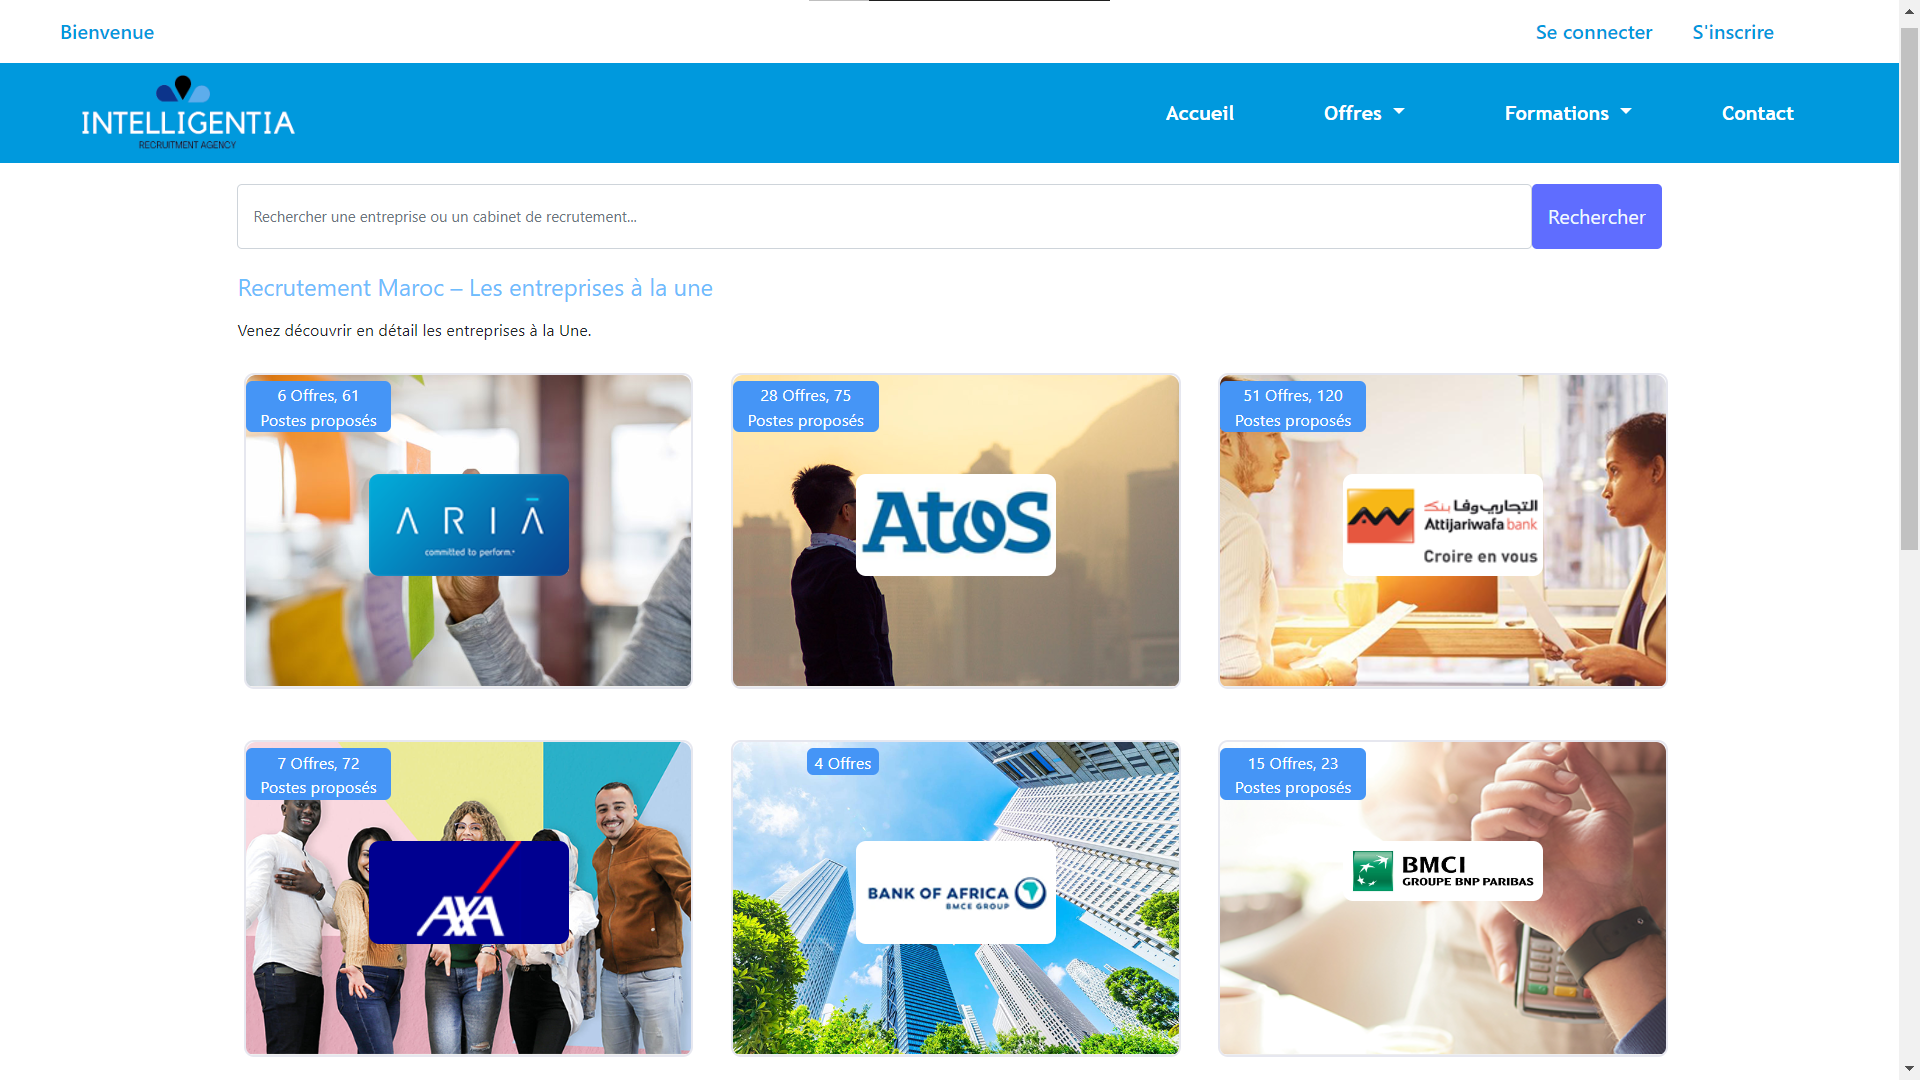 Bienvenue
Se connecter
S'inscrire
INTELLIGENTIA
RECRUITMENT AGENCY
Accueil
Offres
Formations
Contact
Rechercher une entreprise ou un cabinet de recrutement...
Rechercher
Recrutement Maroc – Les entreprises à la une
Venez découvrir en détail les entreprises à la Une.
6 Offres, 61
Postes proposés
ARIA
committed to perform.
28 Offres, 75
Postes proposés
Atos
51 Offres, 120
Postes proposés
التجاري وفا بنك
Attijariwafa bank
Croire en vous
7 Offres, 72
Postes proposés
AXA
4 Offres
BANK OF AFRICA
BMCE GROUP
15 Offres, 23
Postes proposés
BMCI
GROUPE BNP PARIBAS